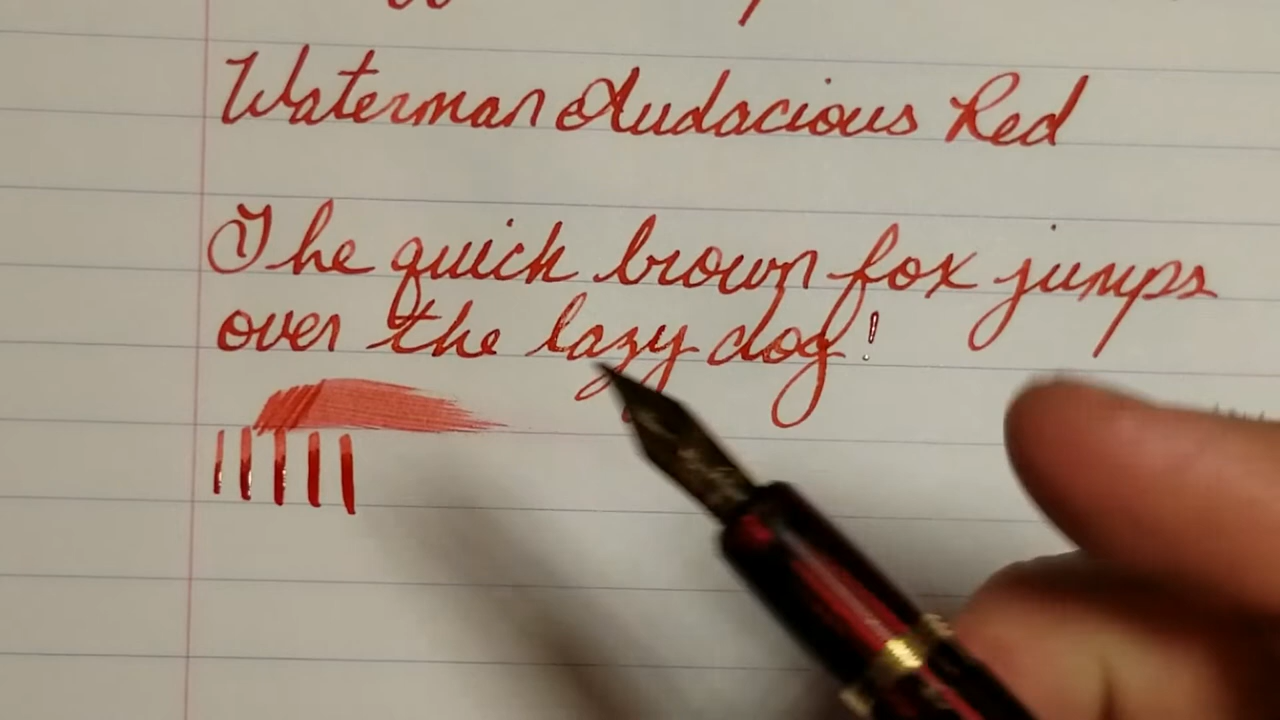 Waterman Audacious Red
The quick brown fox jumps
over the lazy dog!